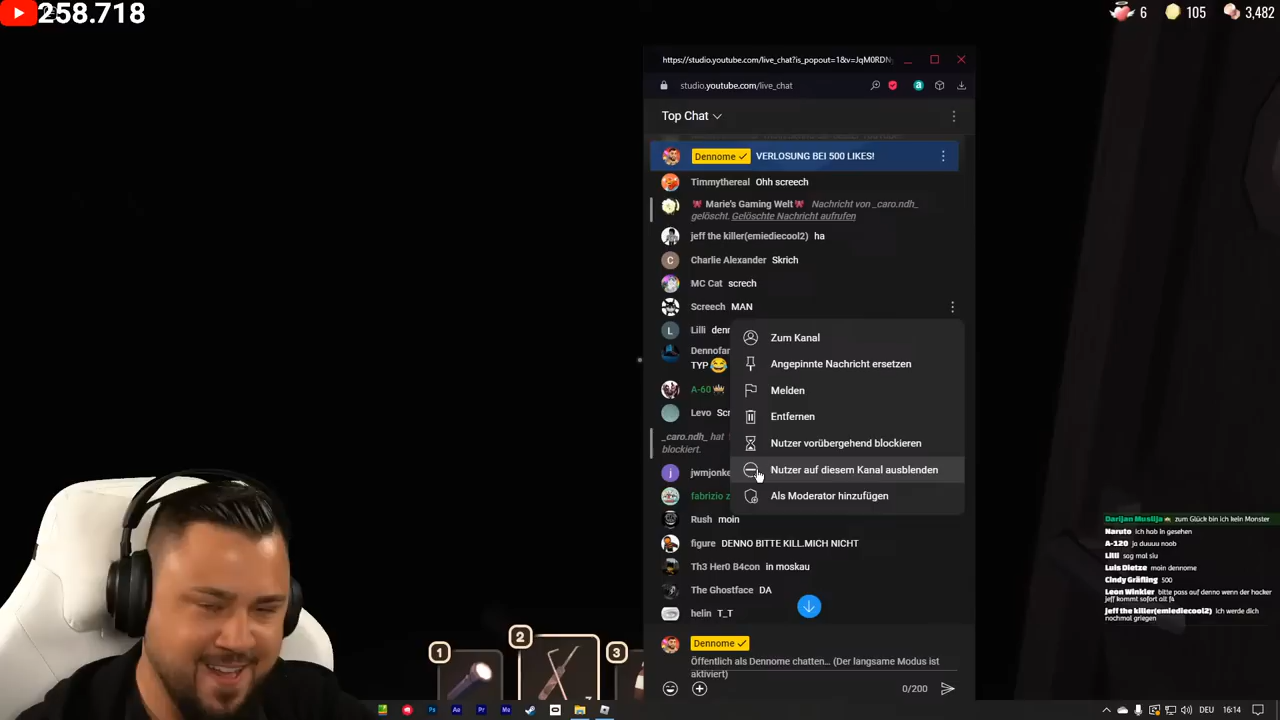 258.718
6
105
3,482
https://studio.youtube.com/live_chat?is_popout=1&v=JqM0RDN
studio.youtube.com/live_chat
Top Chat
Dennome VERLOSUNG BEI 500 LIKES!
Timmythereal Ohh screech
Marie's Gaming Welt Nachricht von _caro.ndh_
gelöscht. Gelöschte Nachricht aufrufen
jeff the killer(emiediecool2) ha
C Charlie Alexander Skrich
MC Cat screch
Screech MAN
L Lilli denn
Zum Kanal
Dennofan
TYP 😂
Angepinnte Nachricht ersetzen
A-60
Melden
Levo Scr
Entfernen
_caro.ndh_ hat
blockiert.
Nutzer vorübergehend blockieren
j jwmjonke
Nutzer auf diesem Kanal ausblenden
fabrizio z
Als Moderator hinzufügen
Rush moin
figure DENNO BITTE KILL.MICH NICHT
Th3 Her0 B4con in moskau
The Ghostface DA
helin T_T
Dennome
Öffentlich als Dennome chatten... (Der langsame Modus ist
aktiviert)
0/200
1
2
3
Darijan Muslija zum Glück bin ich kein Monster
Naruto Ich hab in gesehen
A-120 ja duuuu noob
Lilli sag mal siu
Luis Dietze moin dennome
Cindy Gräfling 500
Leon Winkler bitte pass auf denno wenn der hacker
jeff kommt sofort alt f4
jeff the killer(emiediecool2) Ich werde dich
nochmal griegen
Ps
Ae
Pr
Me
DEU
16:14